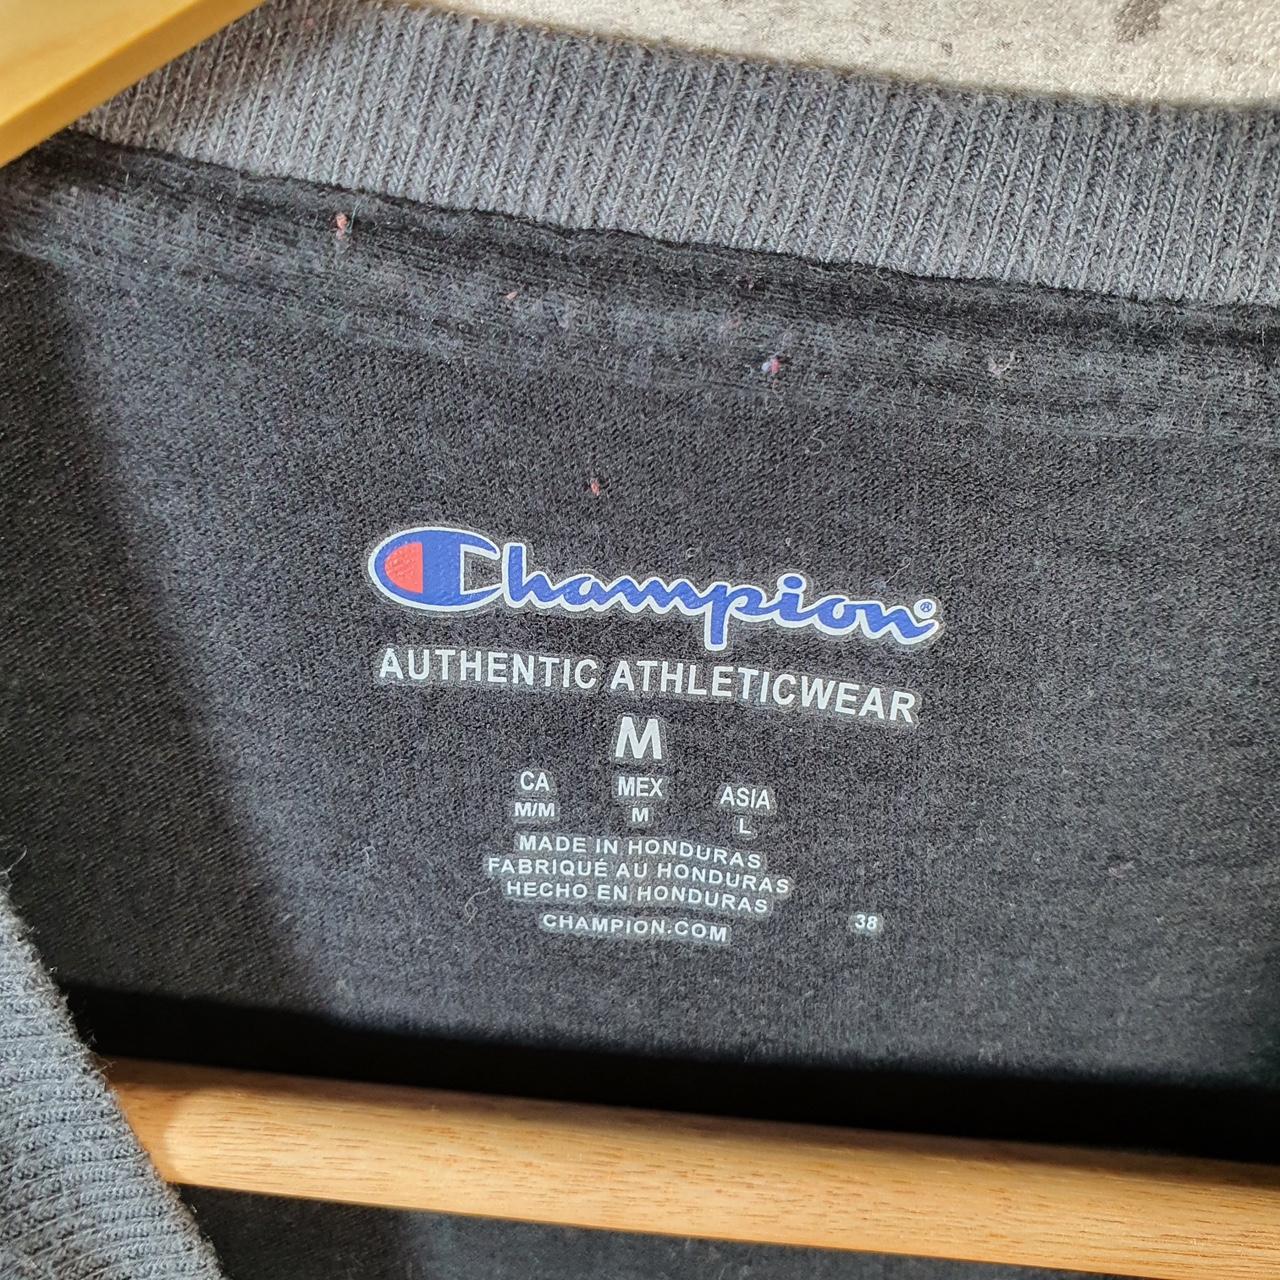 Champion®
AUTHENTIC ATHLETICWEAR
M
CA MEX ASIA
M/M M L
MADE IN HONDURAS
FABRIQUÉ AU HONDURAS
HECHO EN HONDURAS
CHAMPION.COM 38